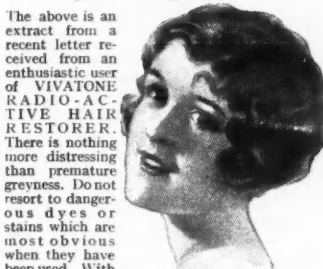 The above is an
extract from a
recent letter re-
ceived from an
enthusiastic user
of VIVATONE
RADIO-AC-
TIVE HAIR
RESTORER.
There is nothing
more distressing
than premature
greyness. Do not
resort to danger-
ous dyes or
stains which are
most obvious
when they have
been used. With